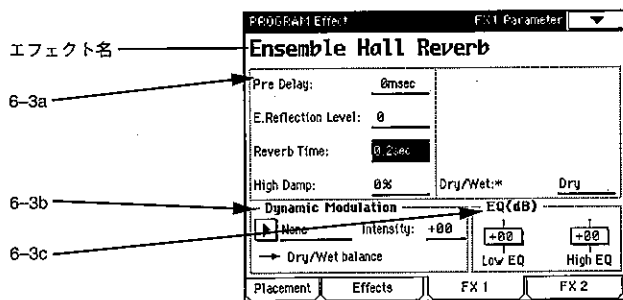 PROGRAM Effect FX1 Parameter
エフェクト名
Ensemble Hall Reverb
6–3a
Pre Delay: 0msec
E.Reflection Level: 0
Reverb Time: 0.2sec
High Damp: 0% Dry/Wet:* Dry
6–3b
Dynamic Modulation EQ(dB)
None Intensity: +00 +00 +00
6–3c
→ Dry/Wet balance Low EQ High EQ
Placement Effects FX 1 FX 2